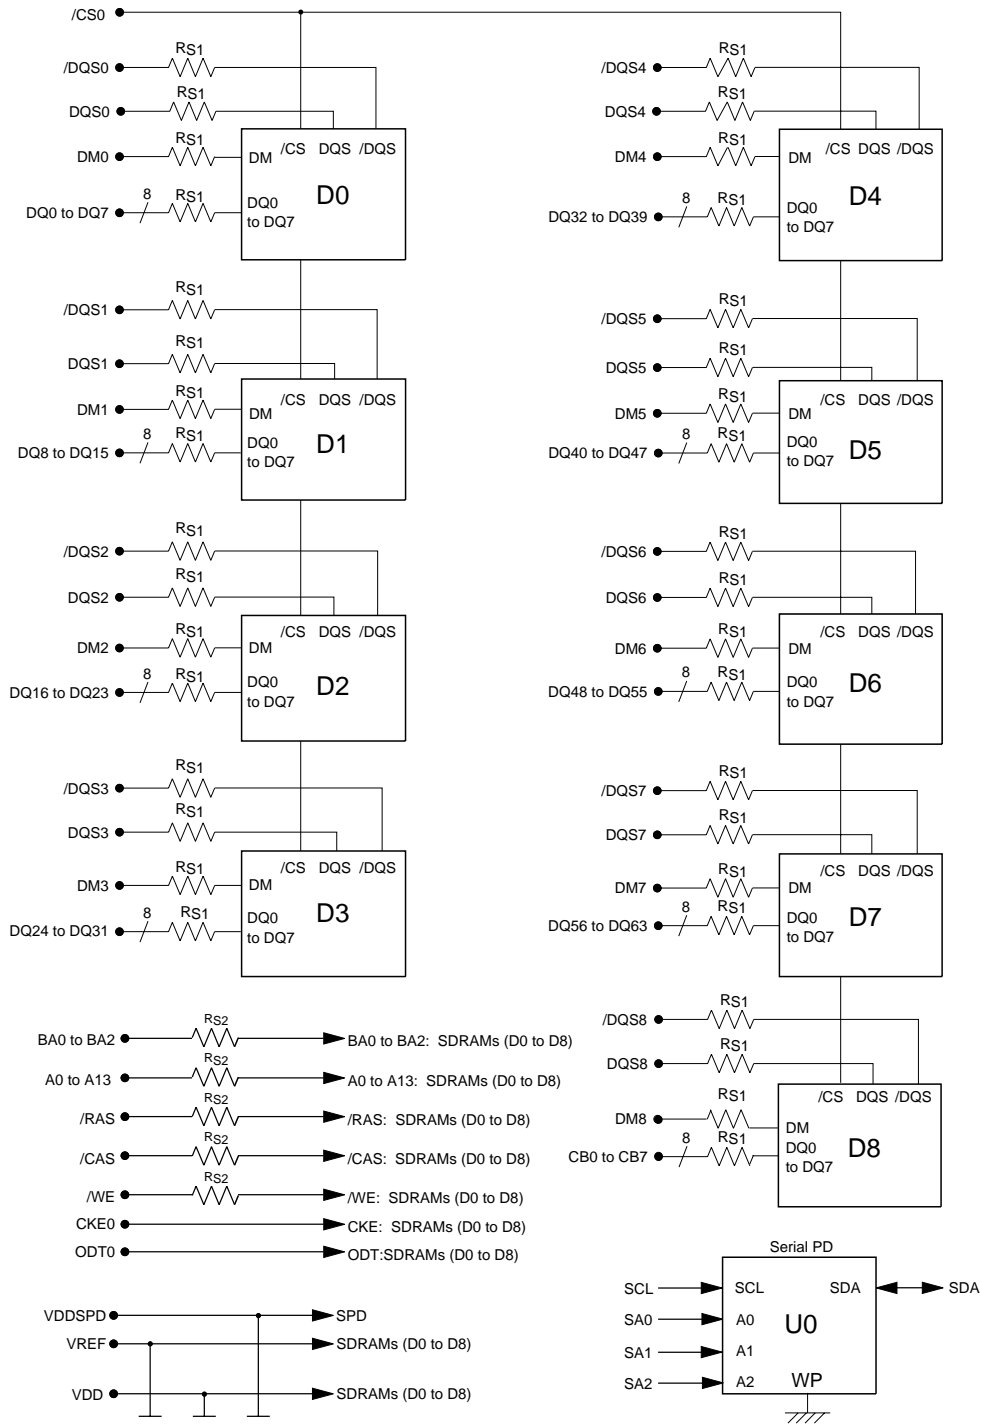 /CS0
/DQS0 RS1
DQS0 RS1
DM0 RS1
DQ0 to DQ7 8 RS1
/CS DQS /DQS
DM
D0
DQ0
to DQ7
/DQS1 RS1
DQS1 RS1
DM1 RS1
DQ8 to DQ15 8 RS1
/CS DQS /DQS
DM
D1
DQ0
to DQ7
/DQS2 RS1
DQS2 RS1
DM2 RS1
DQ16 to DQ23 8 RS1
/CS DQS /DQS
DM
D2
DQ0
to DQ7
/DQS3 RS1
DQS3 RS1
DM3 RS1
DQ24 to DQ31 8 RS1
/CS DQS /DQS
DM
D3
DQ0
to DQ7
/DQS4 RS1
DQS4 RS1
DM4 RS1
DQ32 to DQ39 8 RS1
/CS DQS /DQS
DM
D4
DQ0
to DQ7
/DQS5 RS1
DQS5 RS1
DM5 RS1
DQ40 to DQ47 8 RS1
/CS DQS /DQS
DM
D5
DQ0
to DQ7
/DQS6 RS1
DQS6 RS1
DM6 RS1
DQ48 to DQ55 8 RS1
/CS DQS /DQS
DM
D6
DQ0
to DQ7
/DQS7 RS1
DQS7 RS1
DM7 RS1
DQ56 to DQ63 8 RS1
/CS DQS /DQS
DM
D7
DQ0
to DQ7
/DQS8 RS1
DQS8 RS1
DM8 RS1
CB0 to CB7 8 RS1
/CS DQS /DQS
DM
D8
DQ0
to DQ7
BA0 to BA2 RS2 BA0 to BA2: SDRAMs (D0 to D8)
A0 to A13 RS2 A0 to A13: SDRAMs (D0 to D8)
/RAS RS2 /RAS: SDRAMs (D0 to D8)
/CAS RS2 /CAS: SDRAMs (D0 to D8)
/WE RS2 /WE: SDRAMs (D0 to D8)
CKE0 CKE: SDRAMs (D0 to D8)
ODT0 ODT:SDRAMs (D0 to D8)
VDDSPD SPD
VREF SDRAMs (D0 to D8)
VDD SDRAMs (D0 to D8)
Serial PD
SCL SCL SDA SDA
SA0 A0
U0
SA1 A1
SA2 A2 WP